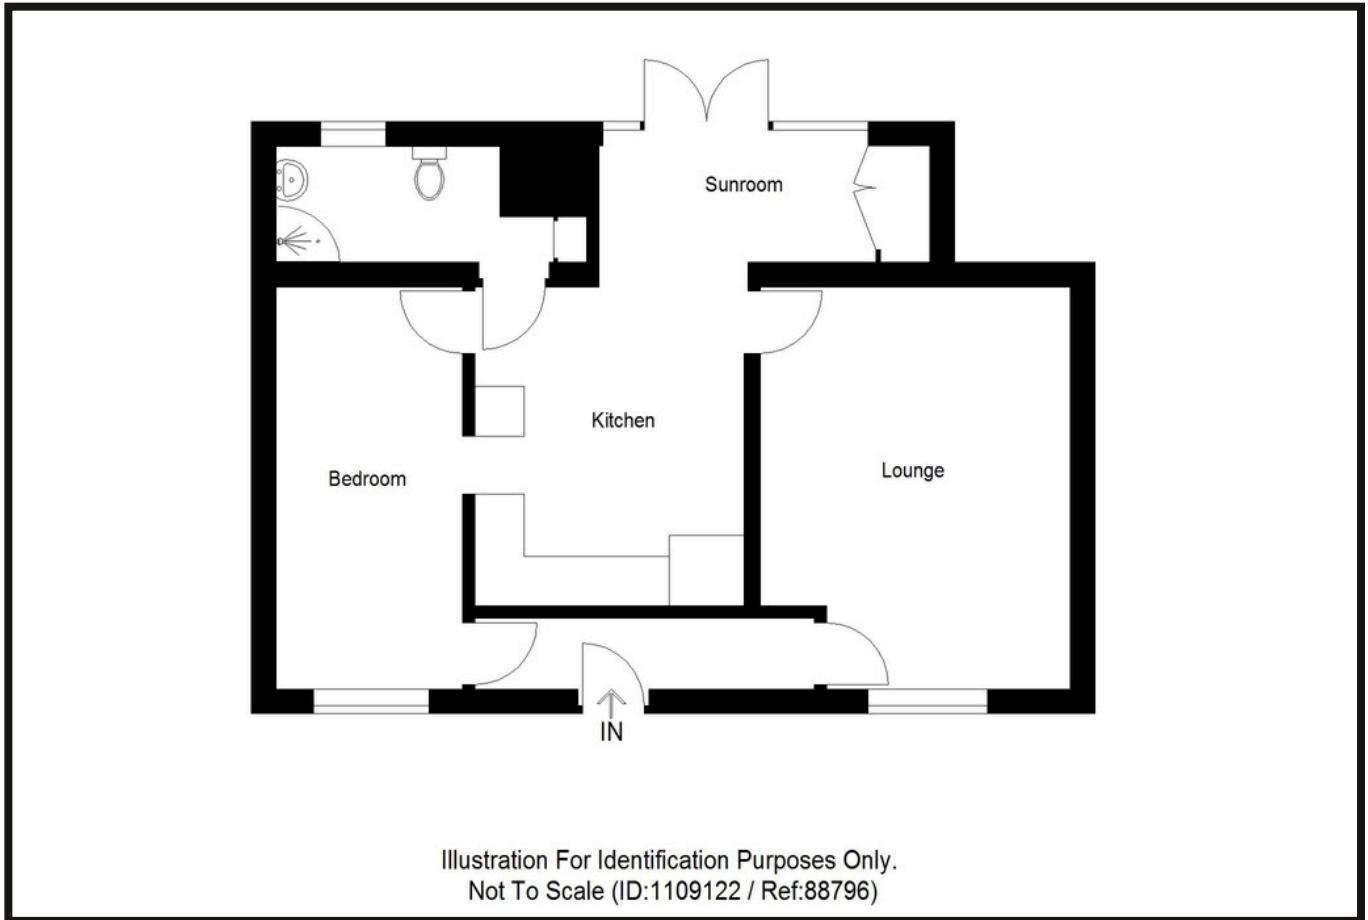 Sunroom
Kitchen
Bedroom
Lounge
IN
Illustration For Identification Purposes Only.
Not To Scale (ID:1109122 / Ref:88796)